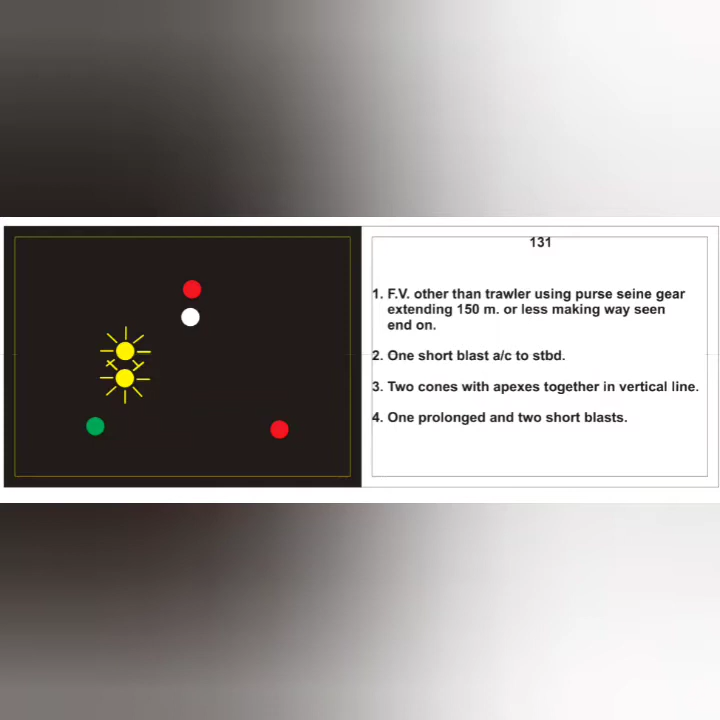 131
1. F.V. other than trawler using purse seine gear
extending 150 m. or less making way seen
end on.
2. One short blast a/c to stbd.
3. Two cones with apexes together in vertical line.
4. One prolonged and two short blasts.